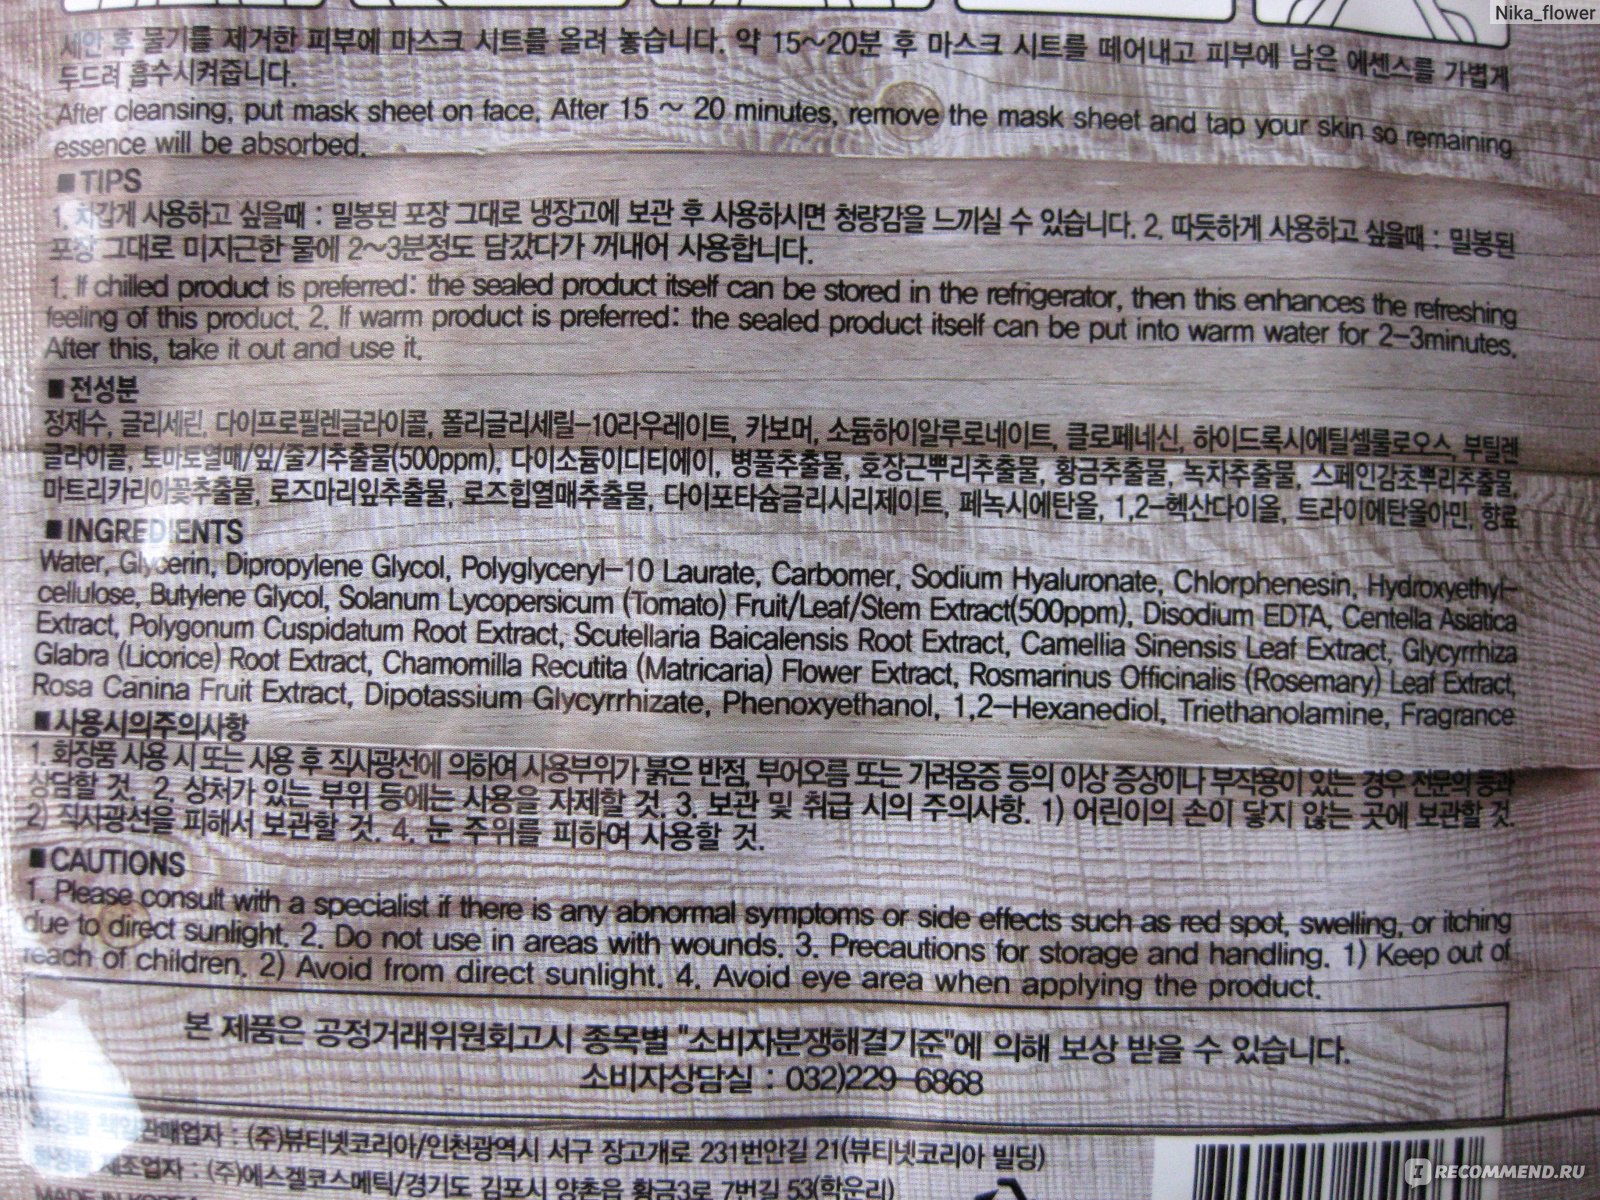 Nika_flower
세안 후 물기를 제거한 피부에 마스크 시트를 올려 놓습니다. 약 15~20분 후 마스크 시트를 떼어내고 피부에 남은 에센스를 가볍게
두드려 흡수시켜줍니다.
After cleansing, put mask sheet on face. After 15 ~ 20 minutes, remove the mask sheet and tap your skin so remaining
essence will be absorbed.
■ TIPS
1. 차갑게 사용하고 싶을때 : 밀봉된 포장 그대로 냉장고에 보관 후 사용하시면 청량감을 느끼실 수 있습니다. 2. 따듯하게 사용하고 싶을때 : 밀봉된
포장 그대로 미지근한 물에 2~3분정도 담갔다가 꺼내어 사용합니다.
1. If chilled product is preferred: the sealed product itself can be stored in the refrigerator, then this enhances the refreshing
feeling of this product. 2. If warm product is preferred: the sealed product itself can be put into warm water for 2-3minutes.
After this, take it out and use it.
■ 전성분
정제수, 글리세린, 다이프로필렌글라이콜, 폴리글리세릴-10라우레이트, 카보머, 소듐하이알루로네이트, 클로페네신, 하이드록시에틸셀룰로오스, 부틸렌
글라이콜, 토마토열매/잎/줄기추출물(500ppm), 다이소듐이디티에이, 병풀추출물, 호장근뿌리추출물, 황금추출물, 녹차추출물, 스페인감초뿌리추출물,
마트리카리아꽃추출물, 로즈마리잎추출물, 로즈힙열매추출물, 다이포타슘글리시리제이트, 페녹시에탄올, 1,2-헥산다이올, 트라이에탄올아민, 향료
■ INGREDIENTS
Water, Glycerin, Dipropylene Glycol, Polyglyceryl-10 Laurate, Carbomer, Sodium Hyaluronate, Chlorphenesin, Hydroxyethyl-
cellulose, Butylene Glycol, Solanum Lycopersicum (Tomato) Fruit/Leaf/Stem Extract(500ppm), Disodium EDTA, Centella Asiatica
Extract, Polygonum Cuspidatum Root Extract, Scutellaria Baicalensis Root Extract, Camellia Sinensis Leaf Extract, Glycyrrhiza
Glabra (Licorice) Root Extract, Chamomilla Recutita (Matricaria) Flower Extract, Rosmarinus Officinalis (Rosemary) Leaf Extract,
Rosa Canina Fruit Extract, Dipotassium Glycyrrhizate, Phenoxyethanol, 1,2-Hexanediol, Triethanolamine, Fragrance
■ 사용시의주의사항
1. 화장품 사용 시 또는 사용 후 직사광선에 의하여 사용부위가 붉은 반점, 부어오름 또는 가려움증 등의 이상 증상이나 부작용이 있는 경우 전문의 등과
상담할 것. 2. 상처가 있는 부위 등에는 사용을 자제할 것. 3. 보관 및 취급 시의 주의사항. 1) 어린이의 손이 닿지 않는 곳에 보관할 것.
2) 직사광선을 피해서 보관할 것. 4. 눈 주위를 피하여 사용할 것.
■ CAUTIONS
1. Please consult with a specialist if there is any abnormal symptoms or side effects such as red spot, swelling, or itching
due to direct sunlight. 2. Do not use in areas with wounds. 3. Precautions for storage and handling. 1) Keep out of
reach of children. 2) Avoid from direct sunlight. 4. Avoid eye area when applying the product.
본 제품은 공정거래위원회고시 종목별 "소비자분쟁해결기준"에 의해 보상 받을 수 있습니다.
소비자상담실 : 032)229-6868
화장품 책임판매업자 : (주)뷰티넷코리아/인천광역시 서구 장고개로 231번안길 21(뷰티넷코리아 빌딩)
화장품 제조업자 : (주)에스겔코스메틱/경기도 김포시 양촌읍 황금3로 7번길 53(학운리)
MADE IN KOREA
IRECOMMEND.RU